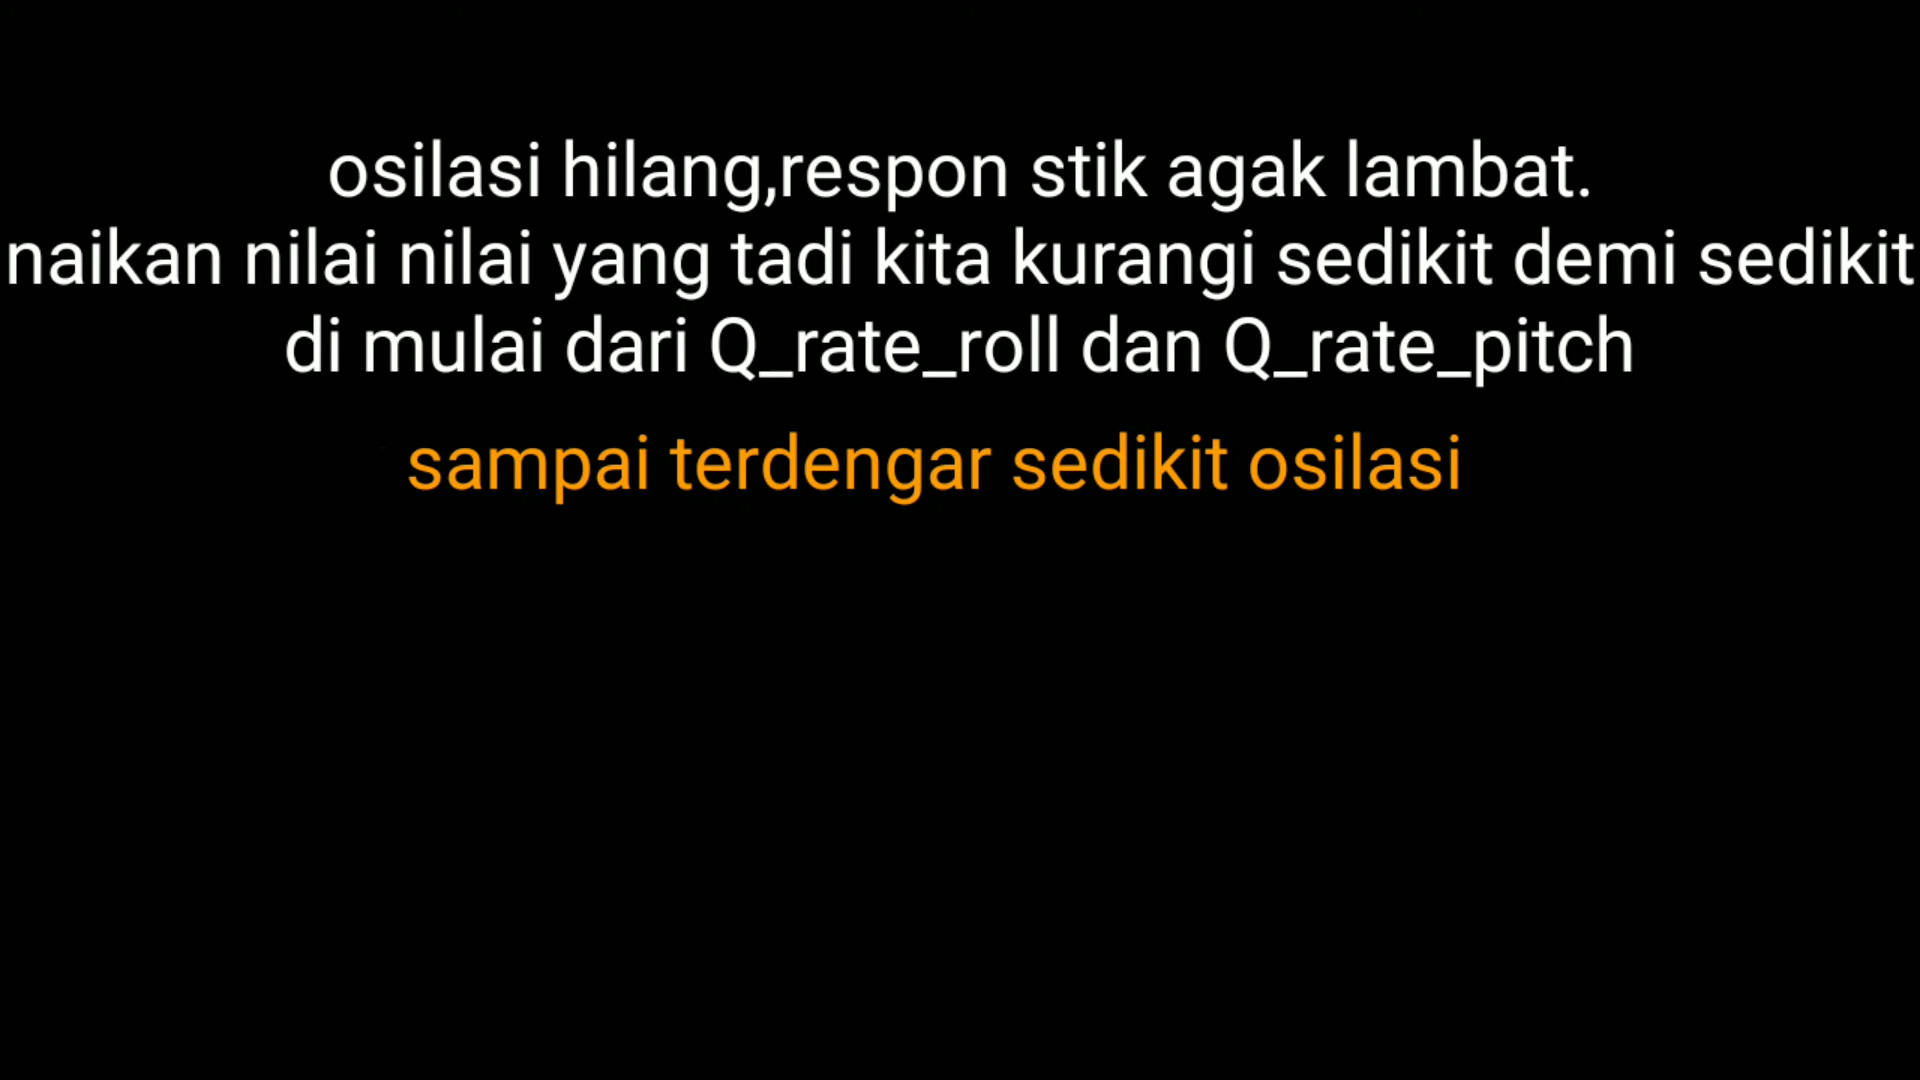 osilasi hilang,respon stik agak lambat.
naikan nilai nilai yang tadi kita kurangi sedikit demi sedikit
di mulai dari Q_rate_roll dan Q_rate_pitch
sampai terdengar sedikit osilasi